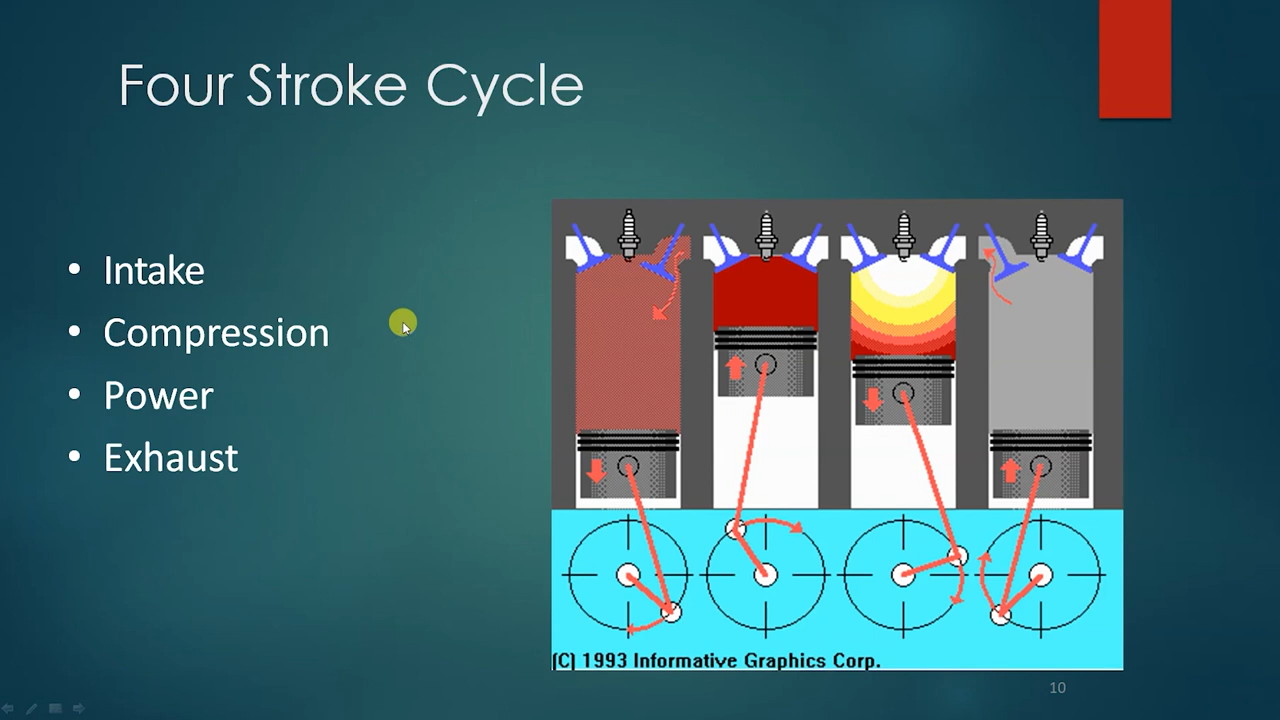 Four Stroke Cycle
• Intake
• Compression
• Power
• Exhaust
(C) 1993 Informative Graphics Corp.
10